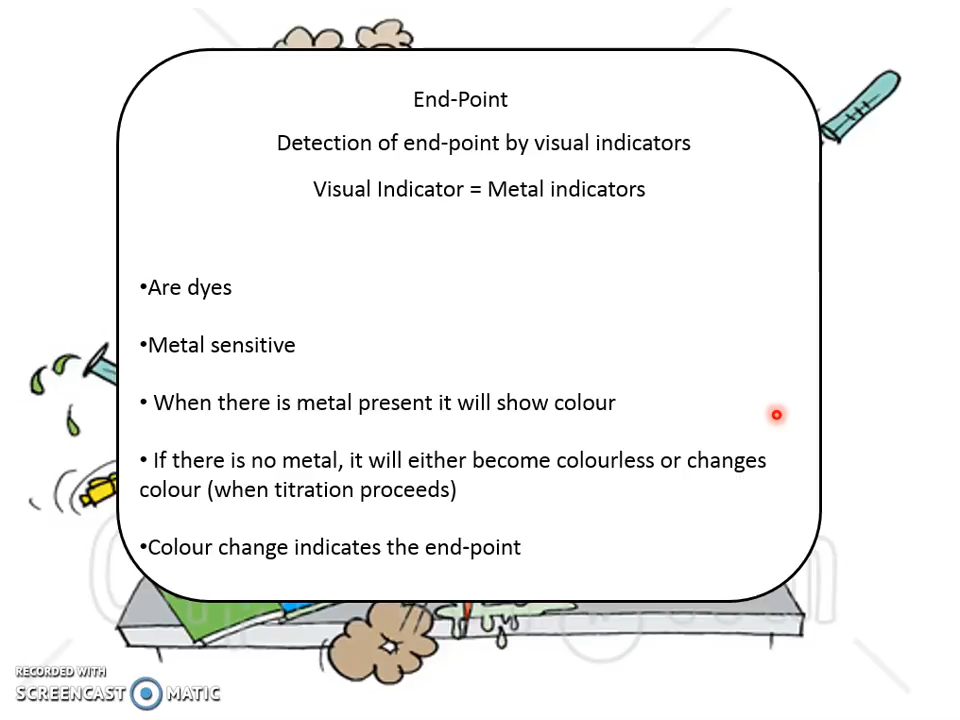 End-Point
Detection of end-point by visual indicators
Visual Indicator = Metal indicators
•Are dyes
•Metal sensitive
• When there is metal present it will show colour
• If there is no metal, it will either become colourless or changes
colour (when titration proceeds)
•Colour change indicates the end-point
RECORDED WITH
SCREENCAST MATIC